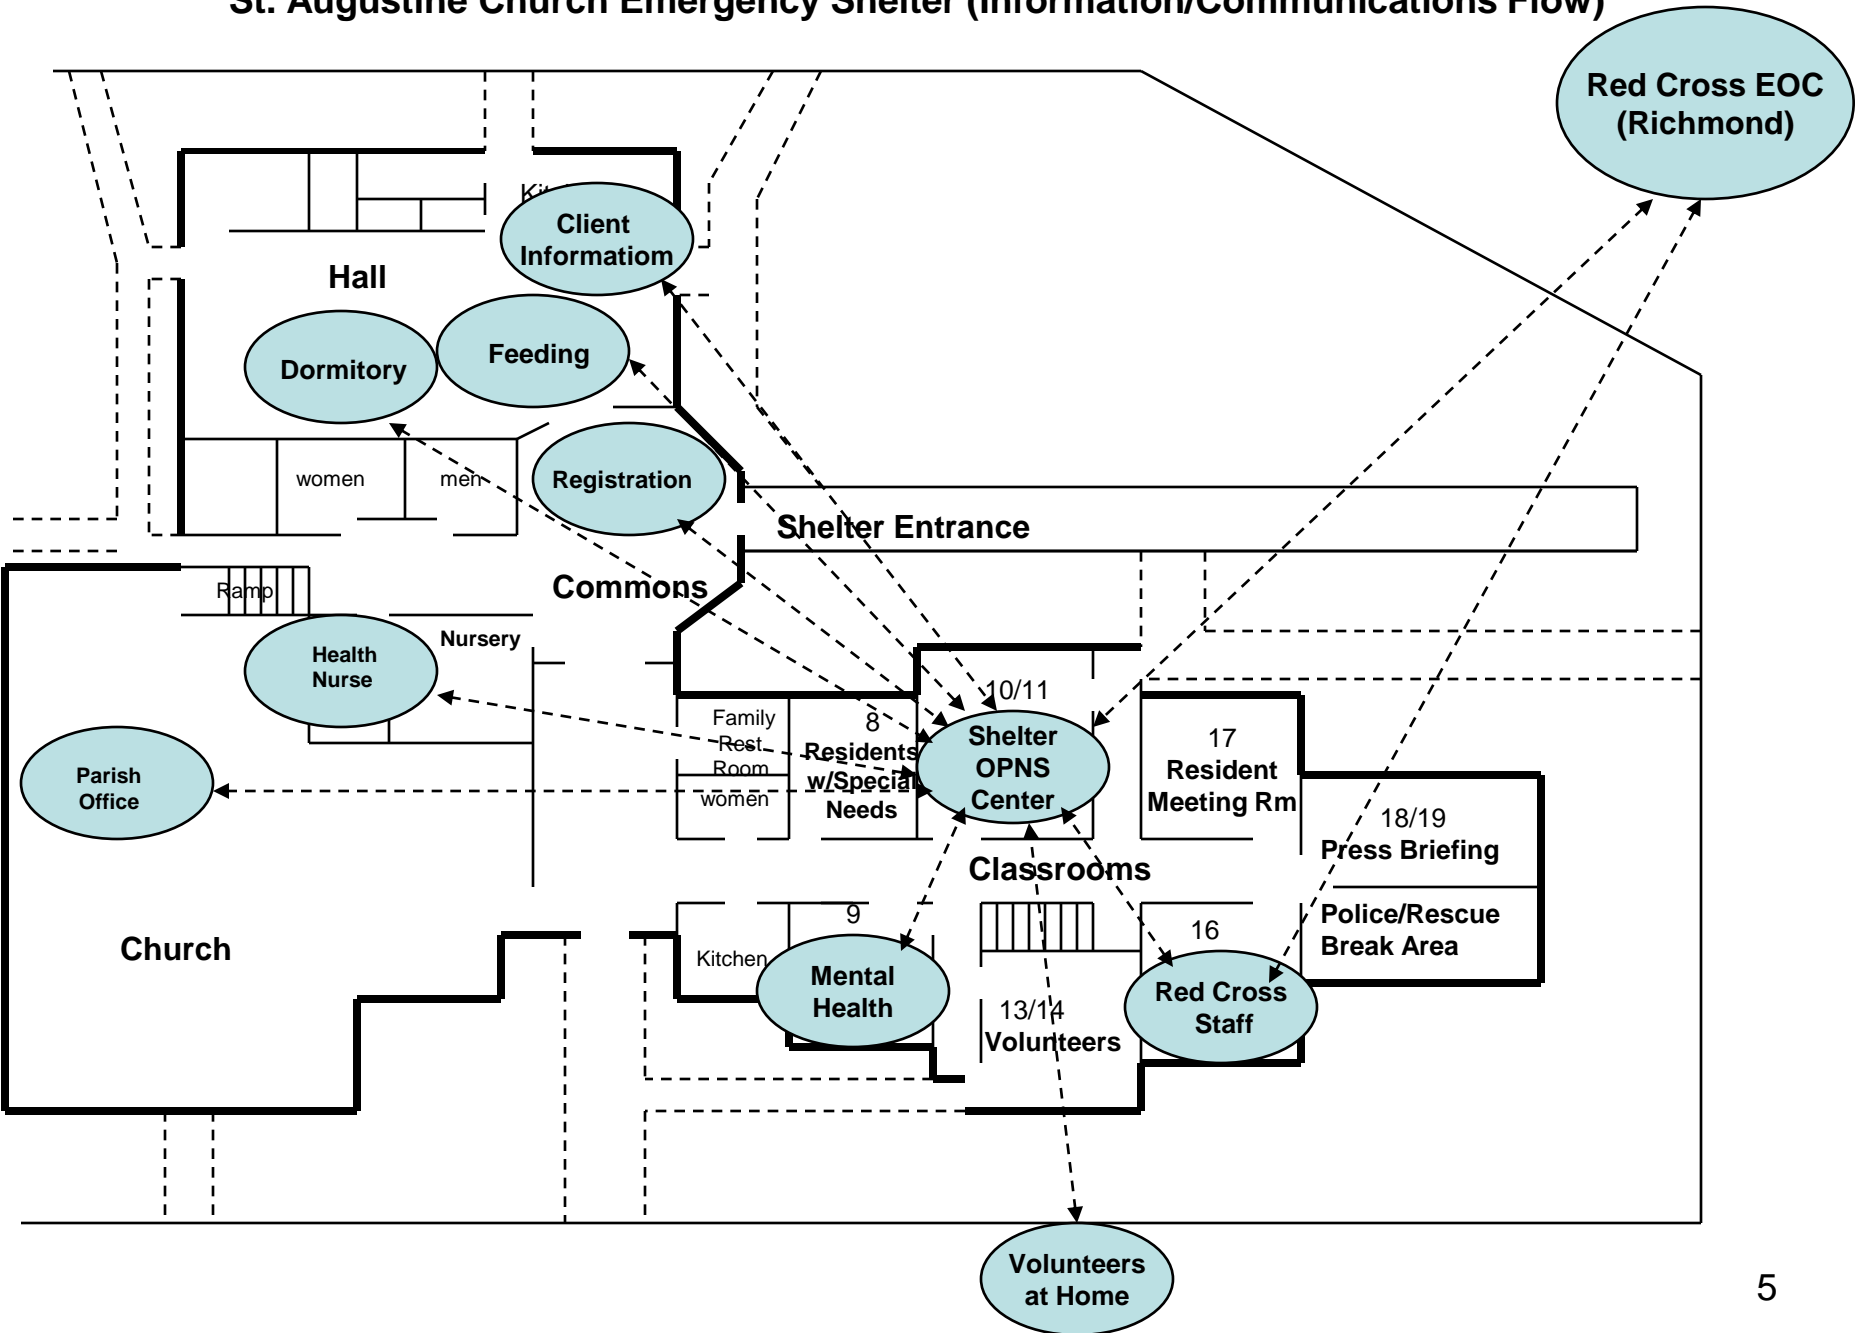 St. Augustine Church Emergency Shelter (Information/Communications Flow)
Red Cross EOC
(Richmond)
Client
Informatiom
Hall
Dormitory
Feeding
women
men
Registration
Shelter Entrance
Commons
Ramp
Nursery
Health
Nurse
Parish
Office
Family
Rest
Room
women
8
Residents
w/Special
Needs
10/11
Shelter
OPNS
Center
17
Resident
Meeting Rm
18/19
Press Briefing
Police/Rescue
Break Area
Classrooms
Church
9
Kitchen
Mental
Health
13/14
Volunteers
16
Red Cross
Staff
Volunteers
at Home
5